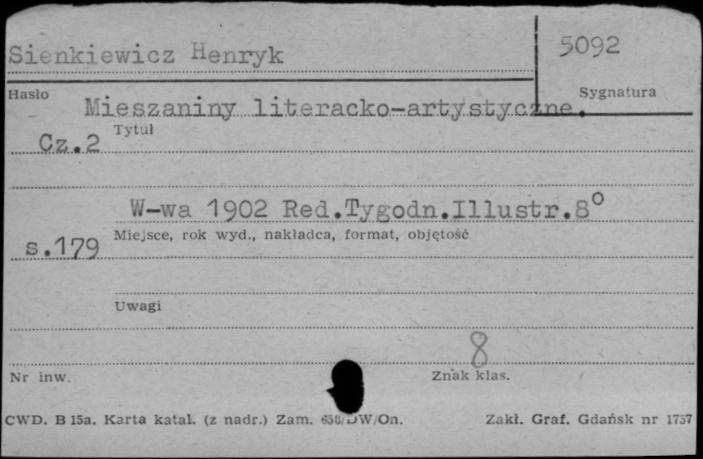 Sienkiewicz Henryk
5092
Hasło
Sygnatura
Mieszaniny literacko-artystyczne.
Tytuł
Cz.2
W-wa 1902 Red.Tygodn.Illustr.8°
Miejsce, rok wyd., nakładca, format, objętość
s.179
Uwagi
8
Nr inw.
Znak klas.
CWD. B 15a. Karta katal. (z nadr.) Zam.
Zakł. Graf. Gdańsk nr 1757